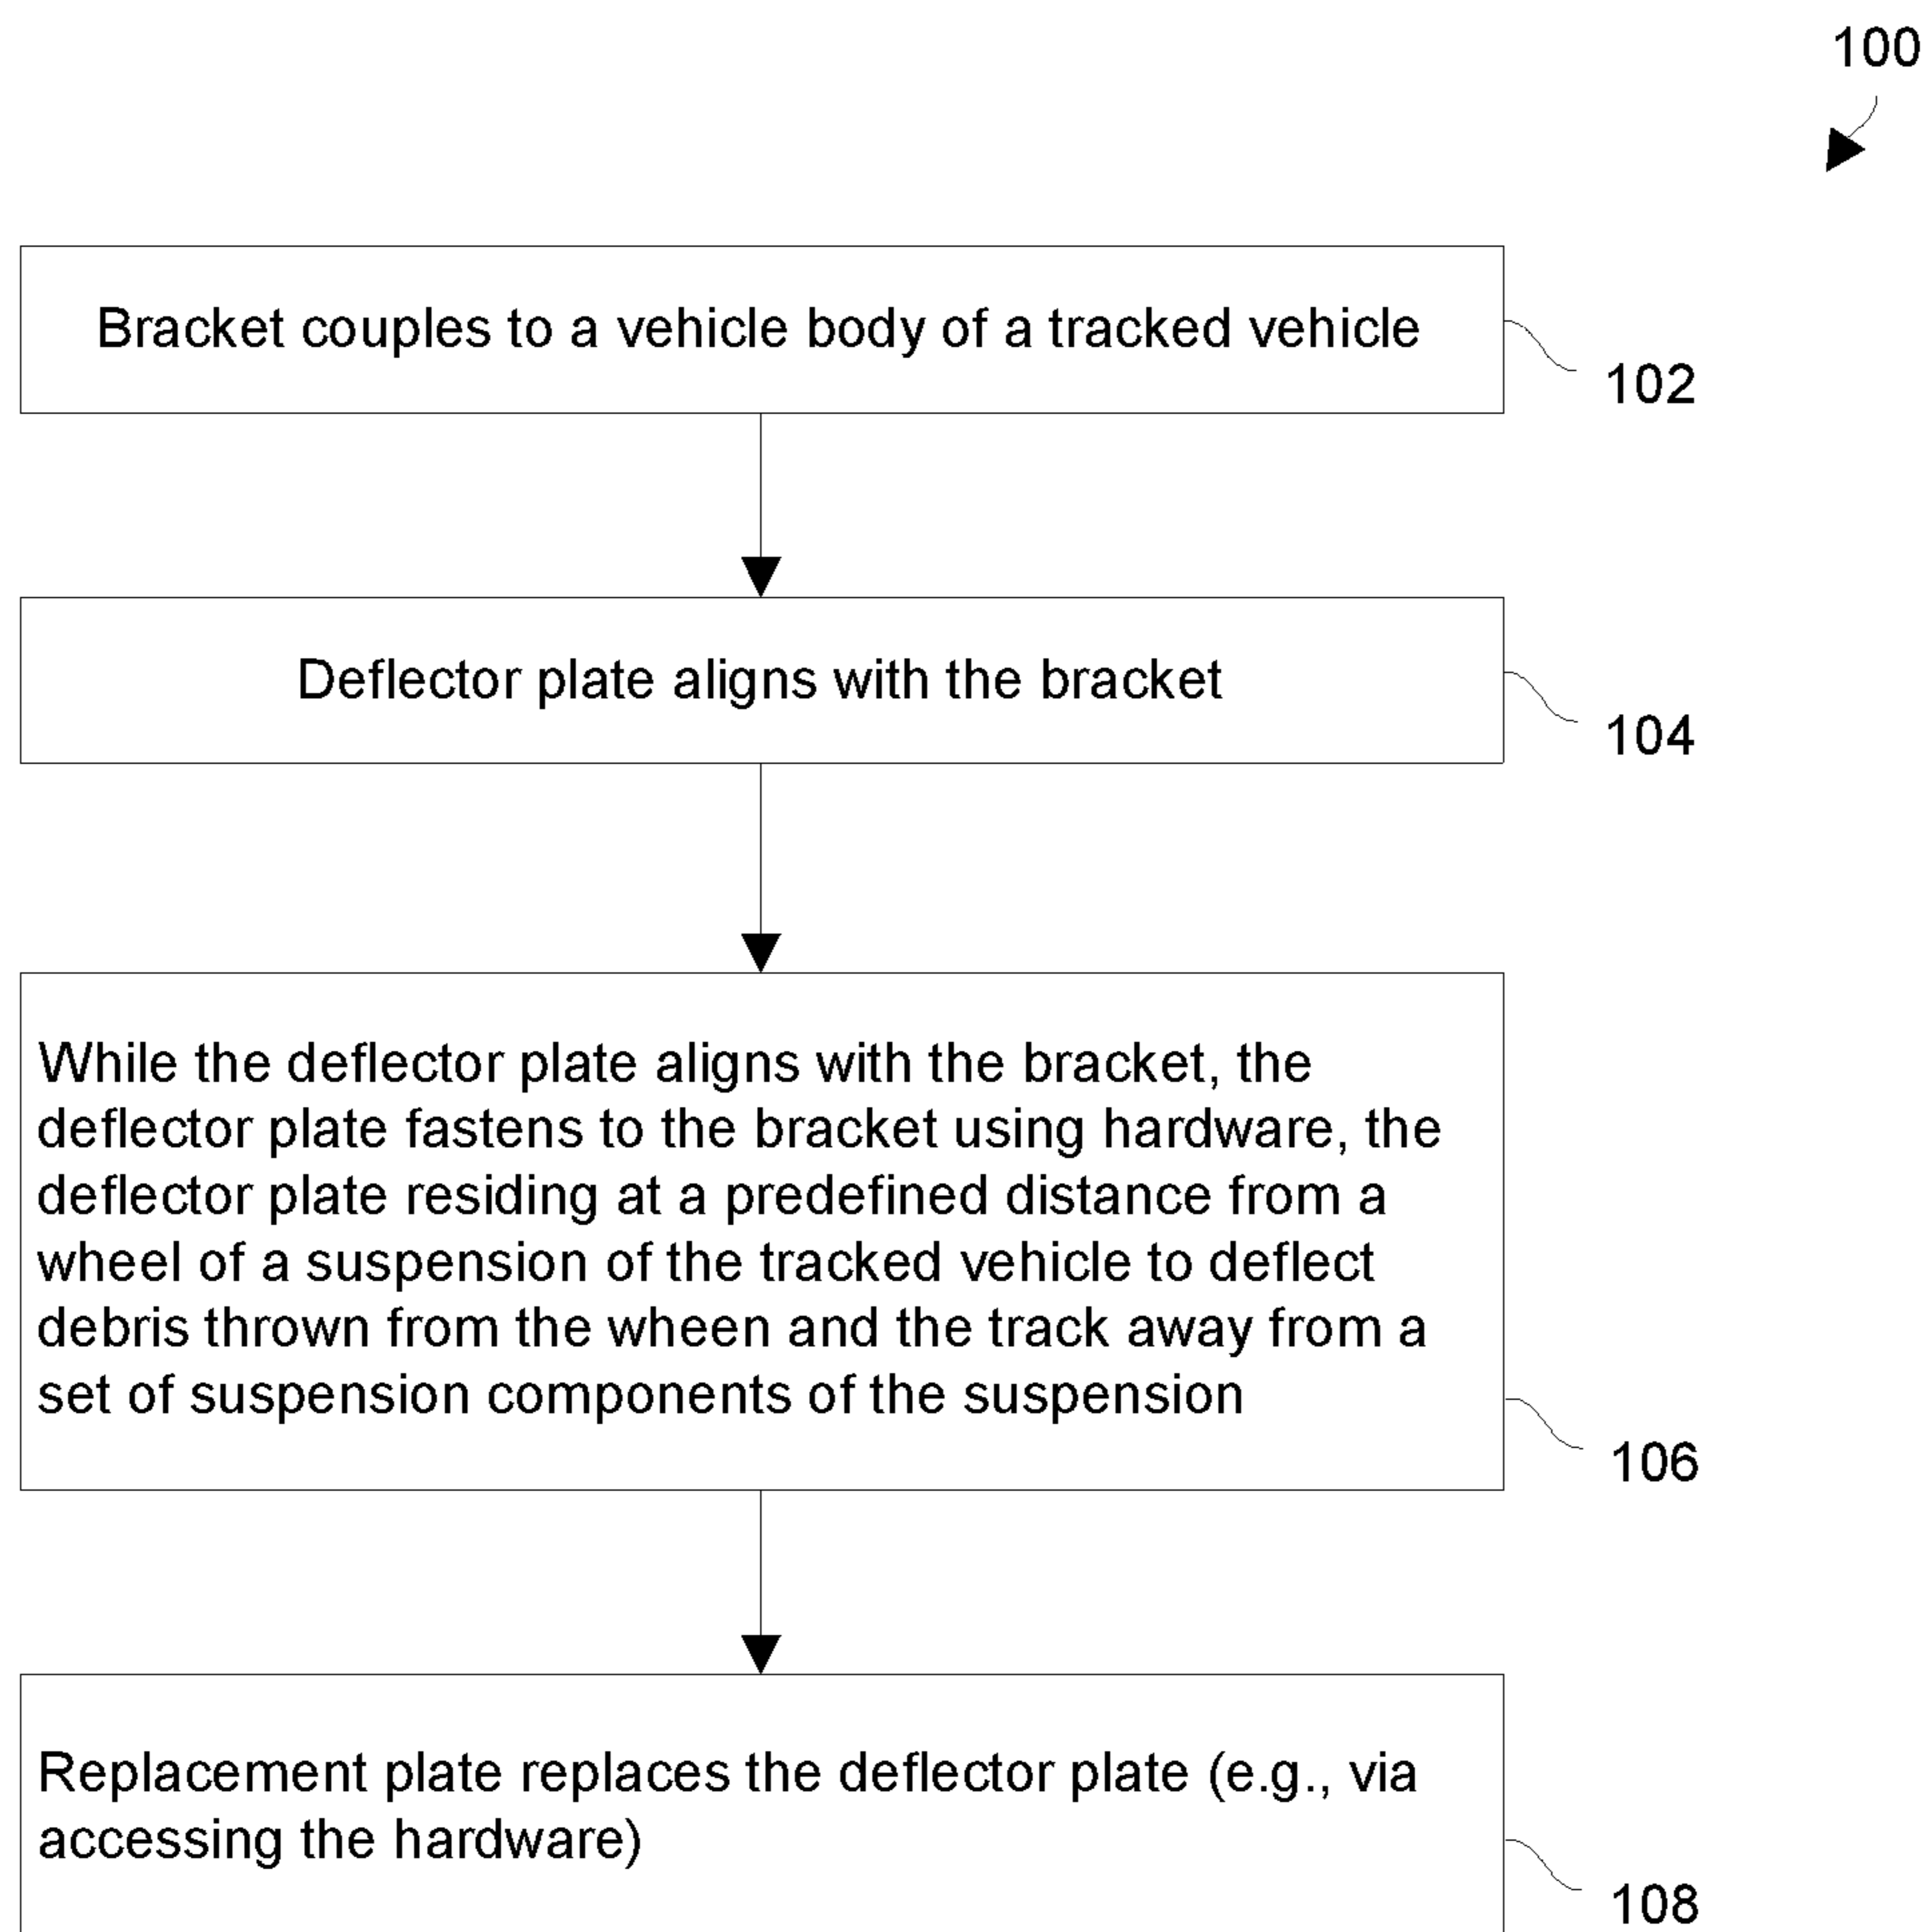 100
Bracket couples to a vehicle body of a tracked vehicle
102
Deflector plate aligns with the bracket
104
While the deflector plate aligns with the bracket, the
deflector plate fastens to the bracket using hardware, the
deflector plate residing at a predefined distance from a
wheel of a suspension of the tracked vehicle to deflect
debris thrown from the wheen and the track away from a
set of suspension components of the suspension
106
Replacement plate replaces the deflector plate (e.g., via
accessing the hardware)
108